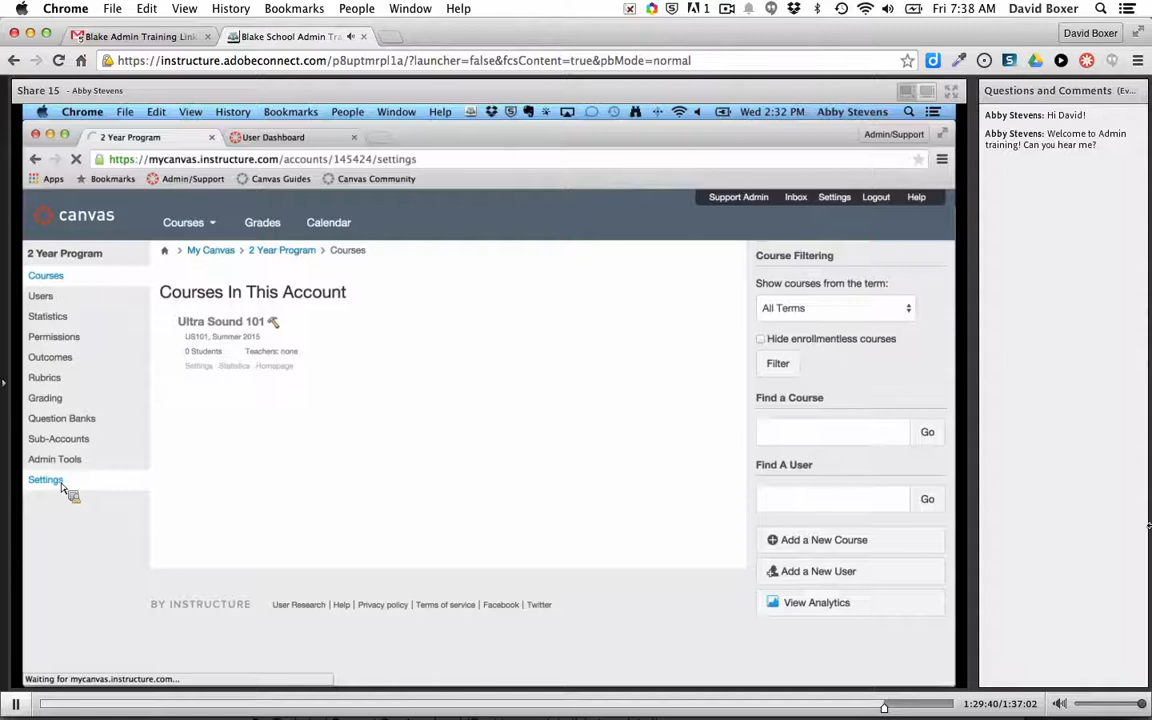 Chrome File Edit View History Bookmarks People Window Help 1 Fri 7:38 AM David Boxer
Blake Admin Training Link Blake School Admin Tra David Boxer
https://instructure.adobeconnect.com/p8uptmrpl1a/?launcher=false&fcsContent=true&pbMode=normal
Share 15 - Abby Stevens
Questions and Comments (Ev...
Chrome File Edit View History Bookmarks People Window Help Wed 2:32 PM Abby Stevens
Abby Stevens: Hi David!
Abby Stevens: Welcome to Admin
training! Can you hear me?
2 Year Program User Dashboard Admin/Support
https://mycanvas.instructure.com/accounts/145424/settings
Apps Bookmarks Admin/Support Canvas Guides Canvas Community
Support Admin Inbox Settings Logout Help
canvas Courses Grades Calendar
2 Year Program
Courses
Users
Statistics
Permissions
Outcomes
Rubrics
Grading
Question Banks
Sub-Accounts
Admin Tools
Settings
> My Canvas > 2 Year Program > Courses
Courses In This Account
Ultra Sound 101
US101, Summer 2015
0 Students Teachers: none
Settings Statistics Homepage
Course Filtering
Show courses from the term:
All Terms
Hide enrollmentless courses
Filter
Find a Course
Go
Find A User
Go
Add a New Course
Add a New User
View Analytics
BY INSTRUCTURE User Research | Help | Privacy policy | Terms of service | Facebook | Twitter
Waiting for mycanvas.instructure.com...
1:29:40/1:37:02